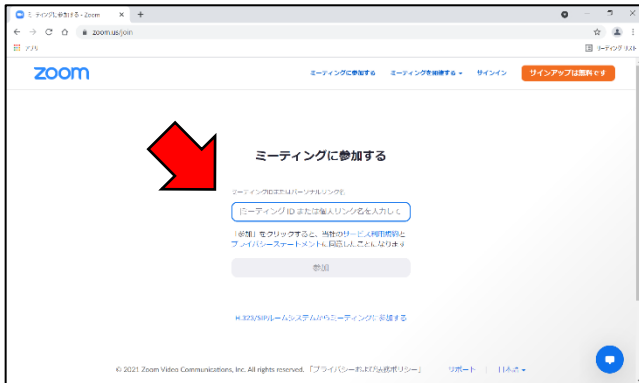 ミーティングに参加する - Zoom
zoom.us/join
アプリ
リーディング リスト
zoom
ミーティングに参加する ミーティングを開催する サインイン サインアップは無料です
ミーティングに参加する
ミーティングIDまたはパーソナルリンク名
ミーティング ID または個人リンク名を入力して
「参加」をクリックすると、当社のサービス利用規約と
プライバシーステートメントに同意したことになります
参加
H.323/SIPルームシステムからミーティングに参加する
© 2021 Zoom Video Communications, Inc. All rights reserved. 「プライバシーおよび法務ポリシー」 リポート 日本語